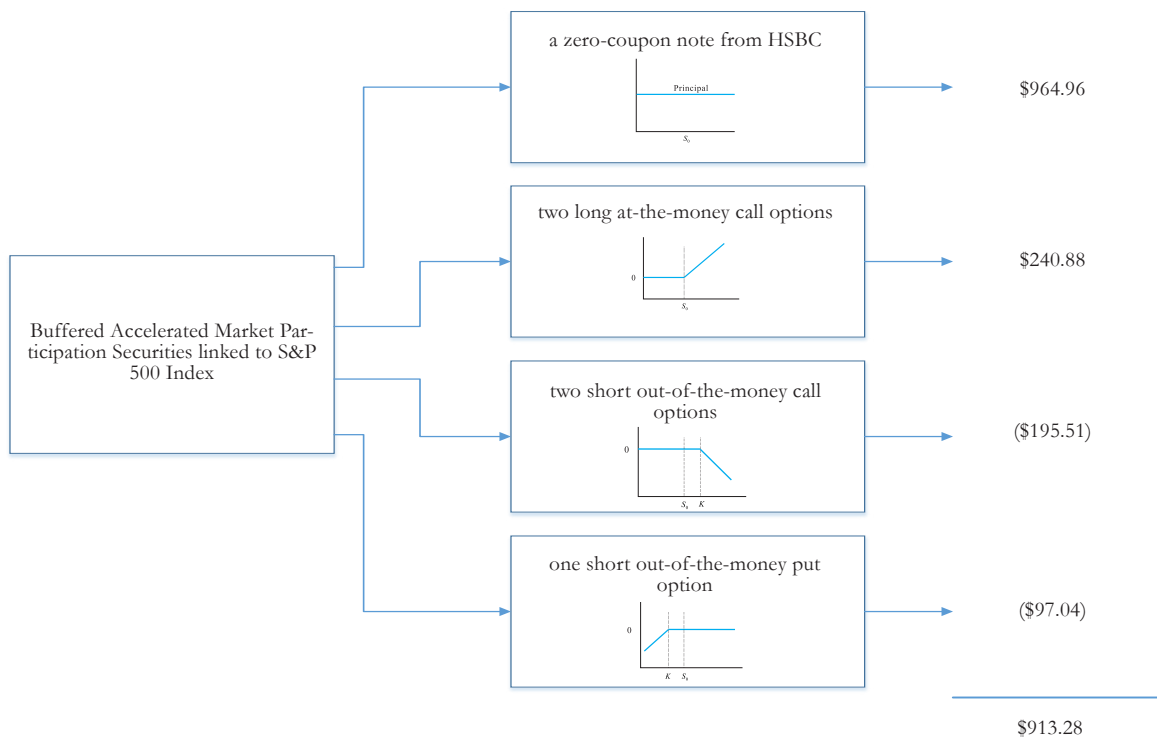 a zero-coupon note from HSBC
Principal
S₀
$964.96
two long at-the-money call options
0
S₀
$240.88
Buffered Accelerated Market Par-
ticipation Securities linked to S&P
500 Index
two short out-of-the-money call
options
0
S₀ K
($195.51)
one short out-of-the-money put
option
0
K S₀
($97.04)
$913.28